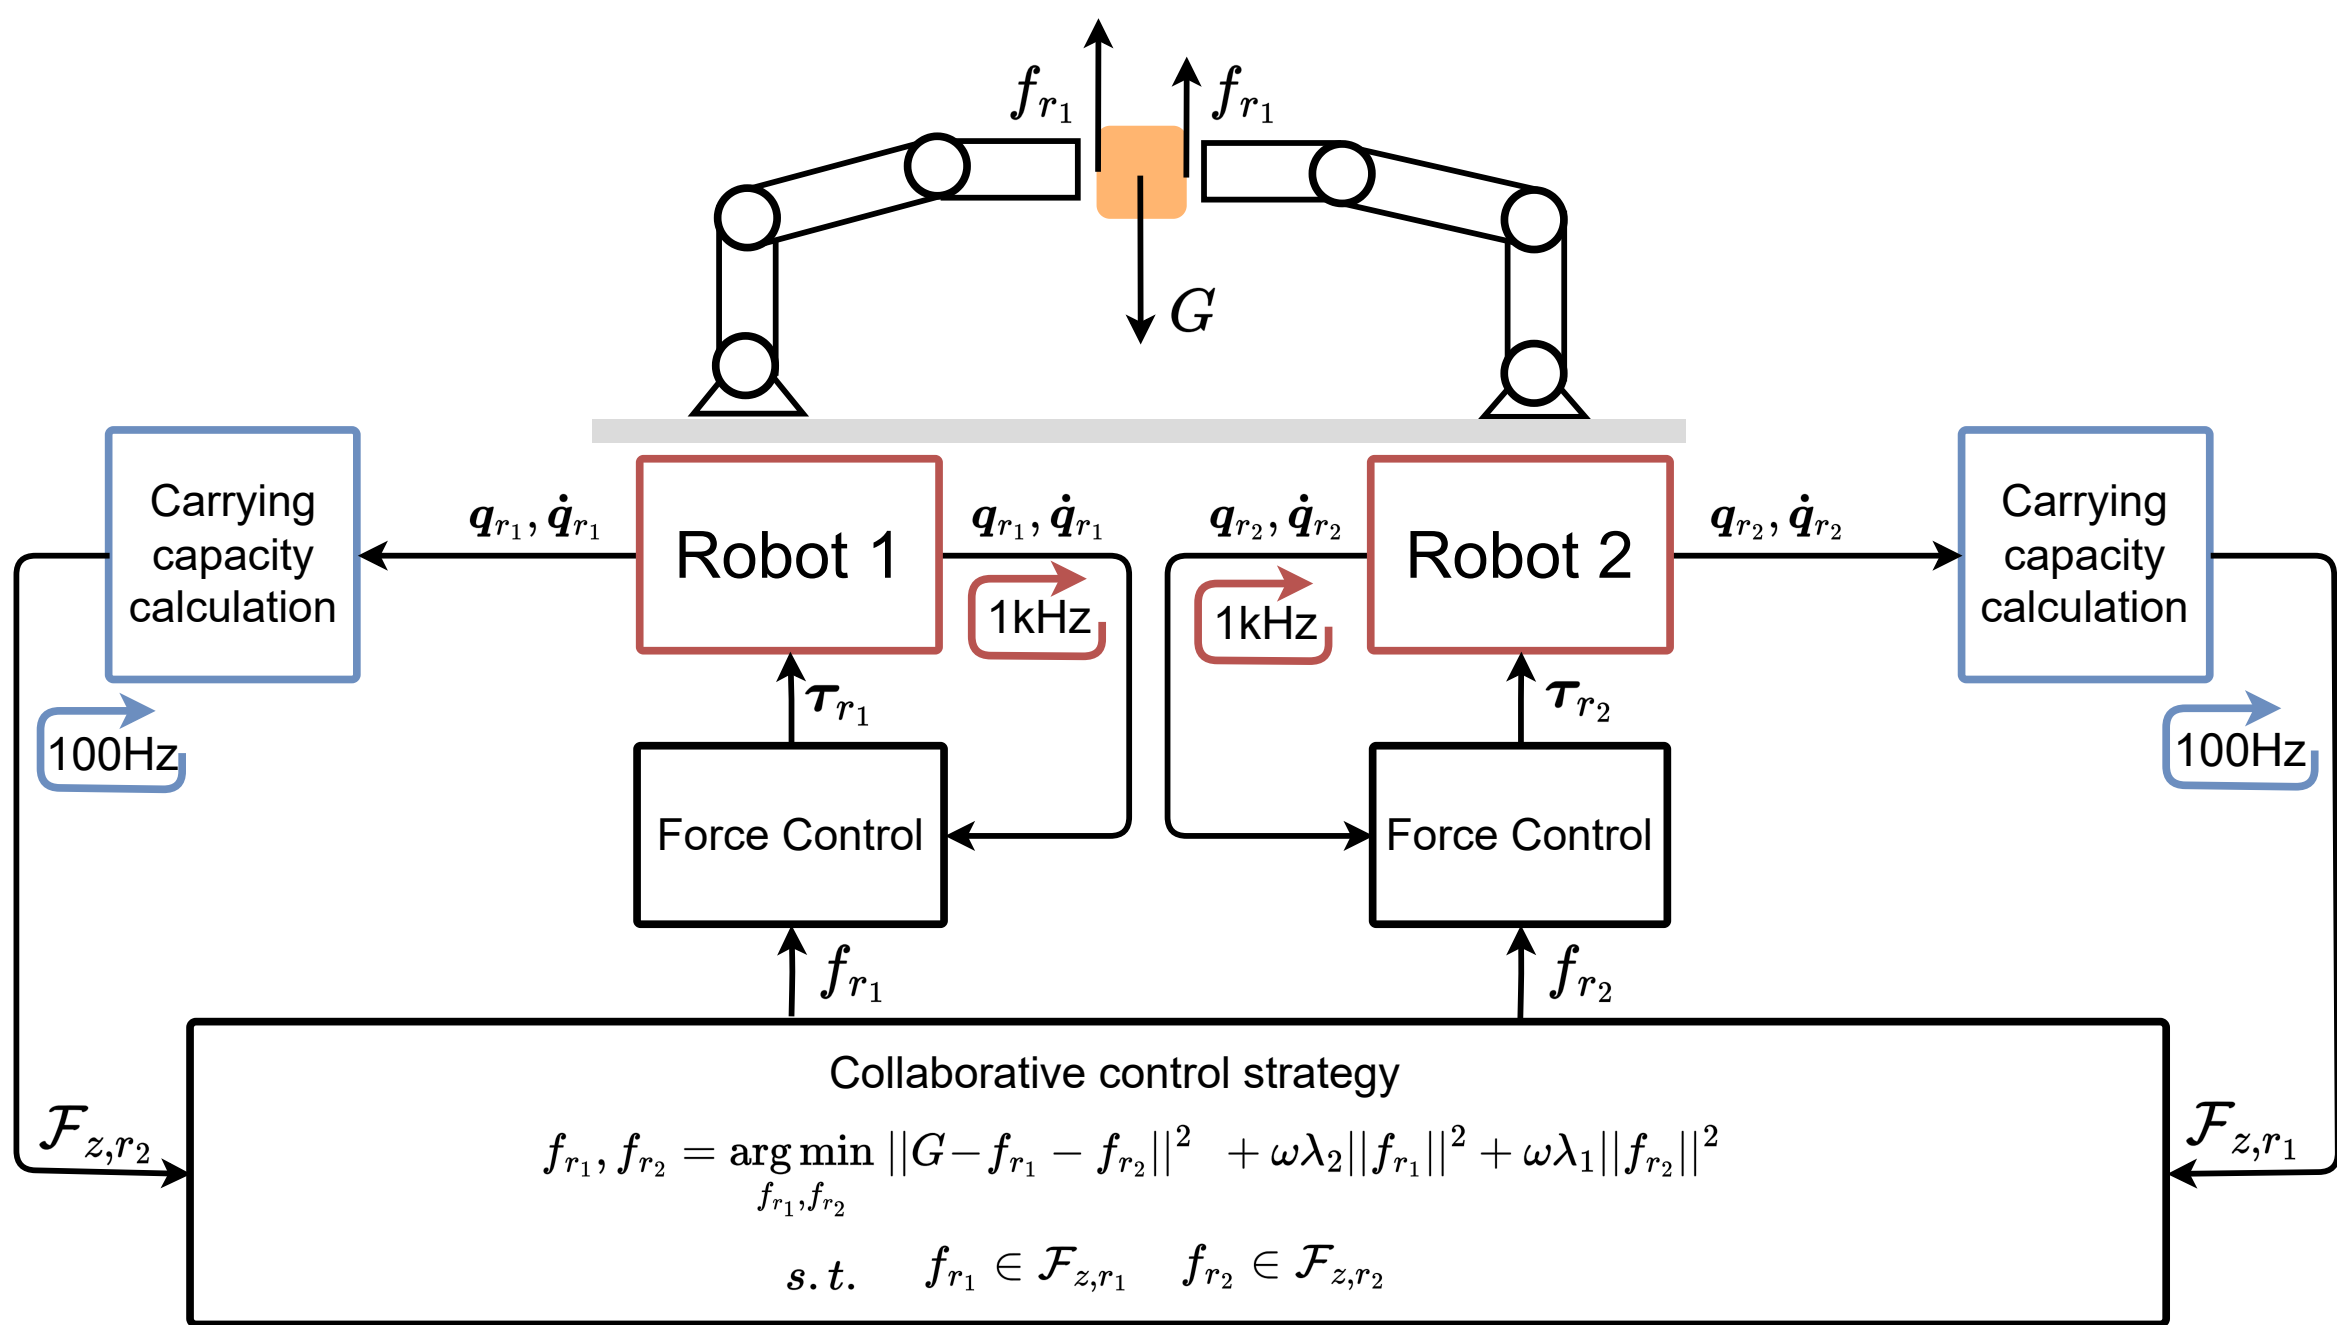 f_{r_1}
f_{r_1}
G
Carrying capacity calculation
q_{r_1}, q̇_{r_1}
Robot 1
q_{r_1}, q̇_{r_1}
1kHz
q_{r_2}, q̇_{r_2}
1kHz
Robot 2
q_{r_2}, q̇_{r_2}
Carrying capacity calculation
100Hz
τ_{r_1}
τ_{r_2}
100Hz
Force Control
Force Control
f_{r_1}
f_{r_2}
Collaborative control strategy
ℱ_{z,r_2}
ℱ_{z,r_1}
f_{r_1}, f_{r_2} = arg min_{f_{r_1}, f_{r_2}} ||G − f_{r_1} − f_{r_2}||^2 + ωλ_2||f_{r_1}||^2 + ωλ_1||f_{r_2}||^2
s.t. f_{r_1} ∈ ℱ_{z,r_1} f_{r_2} ∈ ℱ_{z,r_2}